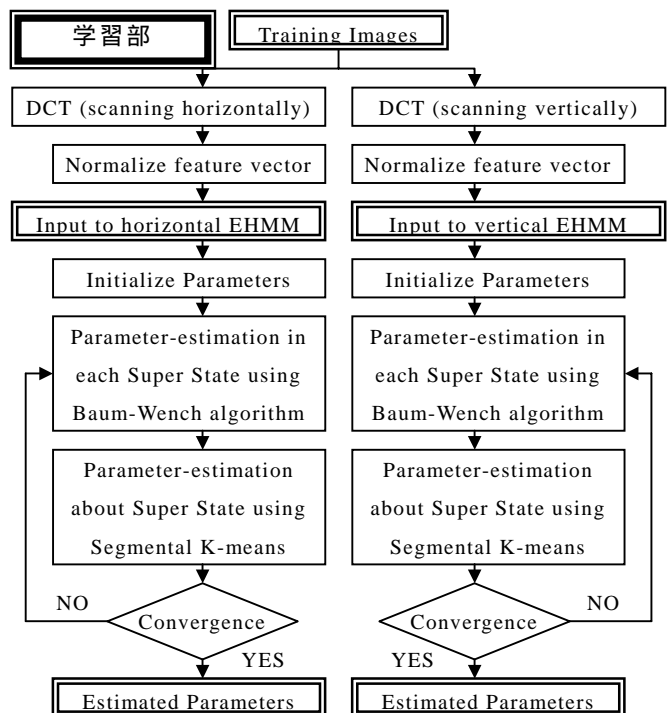 学習部
Training Images
DCT (scanning horizontally)
Normalize feature vector
Input to horizontal EHMM
Initialize Parameters
Parameter-estimation in
each Super State using
Baum-Wench algorithm
Parameter-estimation
about Super State using
Segmental K-means
NO
Convergence
YES
Estimated Parameters
DCT (scanning vertically)
Normalize feature vector
Input to vertical EHMM
Initialize Parameters
Parameter-estimation in
each Super State using
Baum-Wench algorithm
Parameter-estimation
about Super State using
Segmental K-means
NO
Convergence
YES
Estimated Parameters